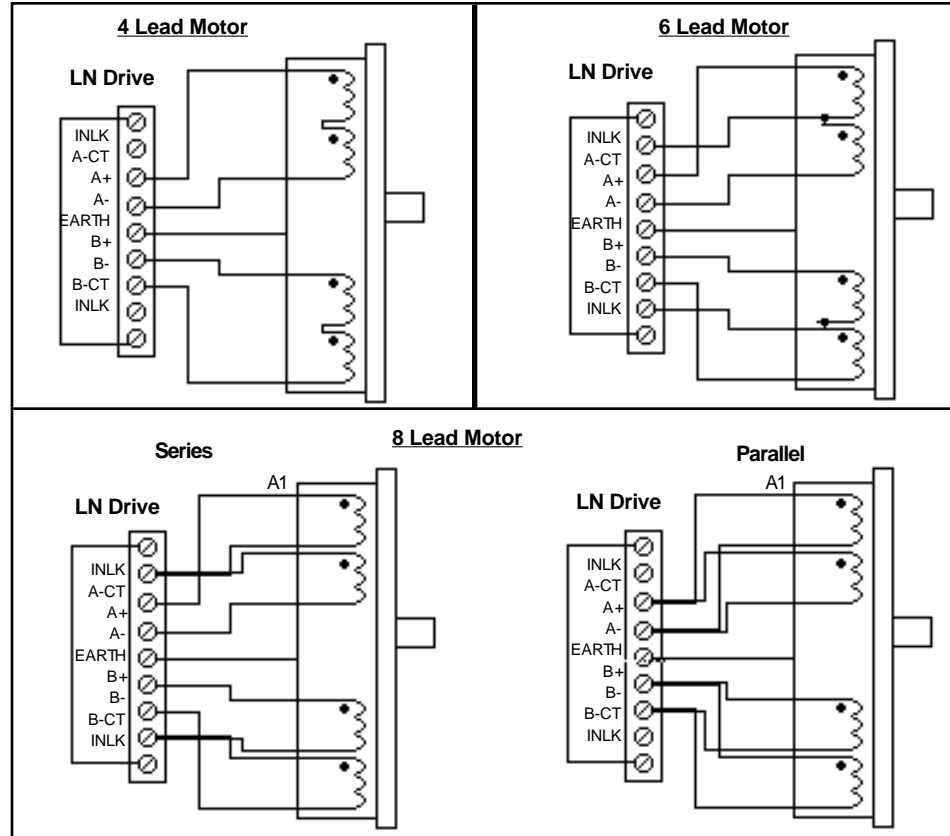 4 Lead Motor
LN Drive
INLK
A-CT
A+
A-
EARTH
B+
B-
B-CT
INLK
6 Lead Motor
LN Drive
INLK
A-CT
A+
A-
EARTH
B+
B-
B-CT
INLK
8 Lead Motor
Series
A1
LN Drive
INLK
A-CT
A+
A-
EARTH
B+
B-
B-CT
INLK
Parallel
A1
LN Drive
INLK
A-CT
A+
A-
EARTH
B+
B-
B-CT
INLK